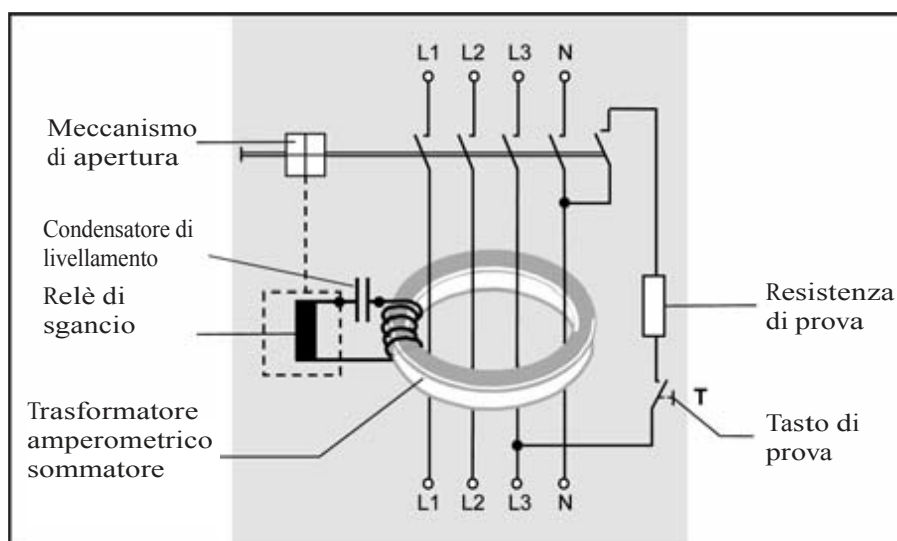 L1 L2 L3 N
Meccanismo
di apertura
Condensatore di
livellamento
Relè di
sgancio
Resistenza
di prova
T
Trasformatore
amperometrico
sommatore
Tasto di
prova
L1 L2 L3 N